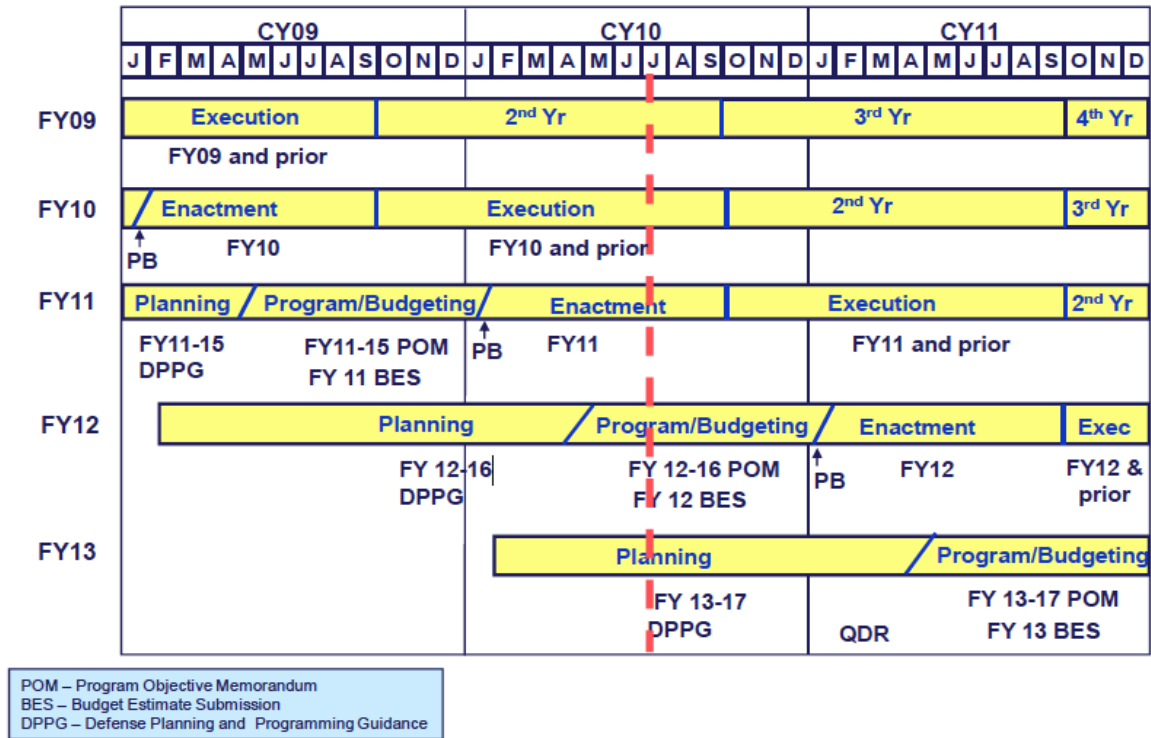 CY09 CY10 CY11
J F M A M J J A S O N D J F M A M J J A S O N D J F M A M J J A S O N D
FY09 Execution 2nd Yr 3rd Yr 4th Yr
FY09 and prior
FY10 Enactment Execution 2nd Yr 3rd Yr
PB FY10 FY10 and prior
FY11 Planning Program/Budgeting Enactment Execution 2nd Yr
FY11-15 FY11-15 POM PB FY11 FY11 and prior
DPPG FY 11 BES
FY12 Planning Program/Budgeting Enactment Exec
FY 12-16 FY 12-16 POM PB FY12 FY12 &
DPPG FY 12 BES prior
FY13 Planning Program/Budgeting
FY 13-17 FY 13-17 POM
DPPG QDR FY 13 BES
POM – Program Objective Memorandum
BES – Budget Estimate Submission
DPPG – Defense Planning and Programming Guidance